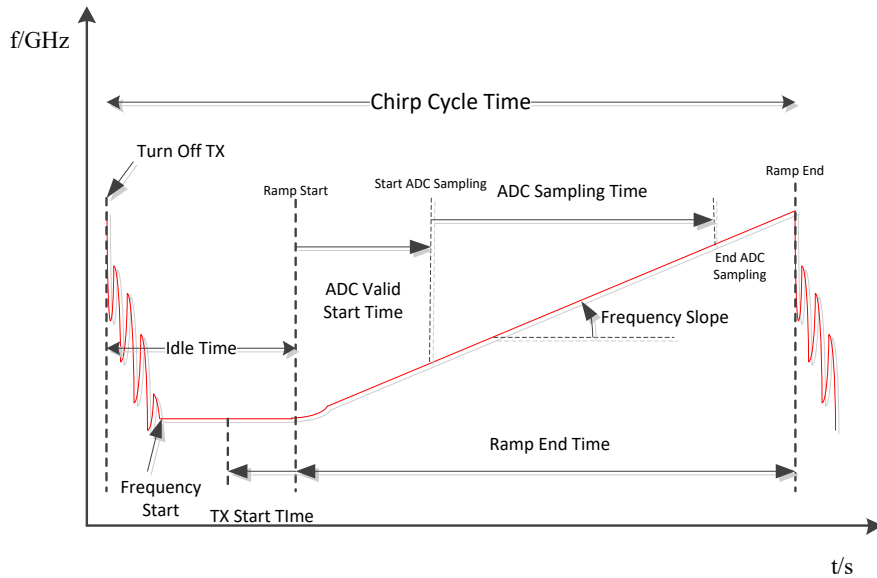 f/GHz
Chirp Cycle Time
Turn Off TX
Ramp Start
Start ADC Sampling
ADC Sampling Time
Ramp End
End ADC
Sampling
ADC Valid
Start Time
Frequency Slope
Idle Time
Ramp End Time
Frequency
Start
TX Start TIme
t/s